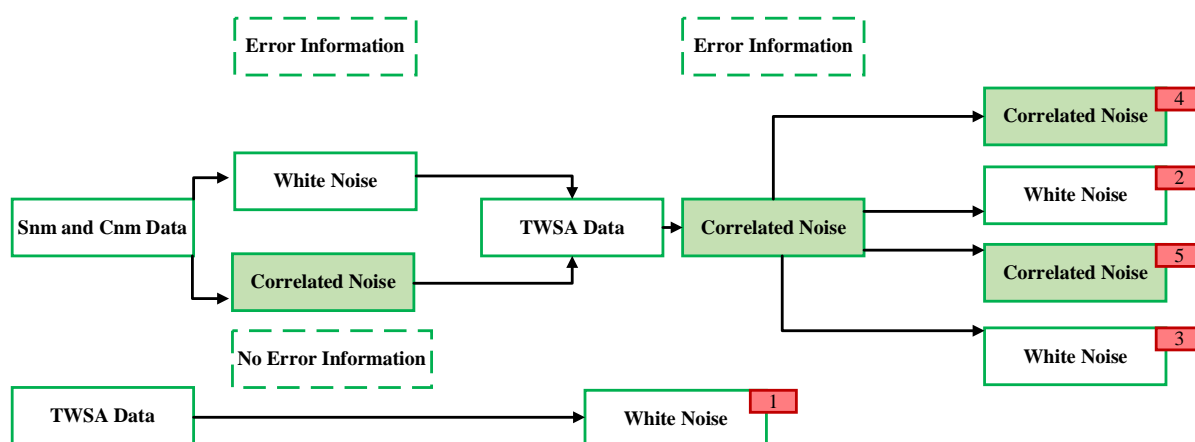 Error Information
Error Information
4
Correlated Noise
White Noise
2
White Noise
Snm and Cnm Data
TWSA Data
Correlated Noise
5
Correlated Noise
Correlated Noise
3
No Error Information
White Noise
1
TWSA Data
White Noise